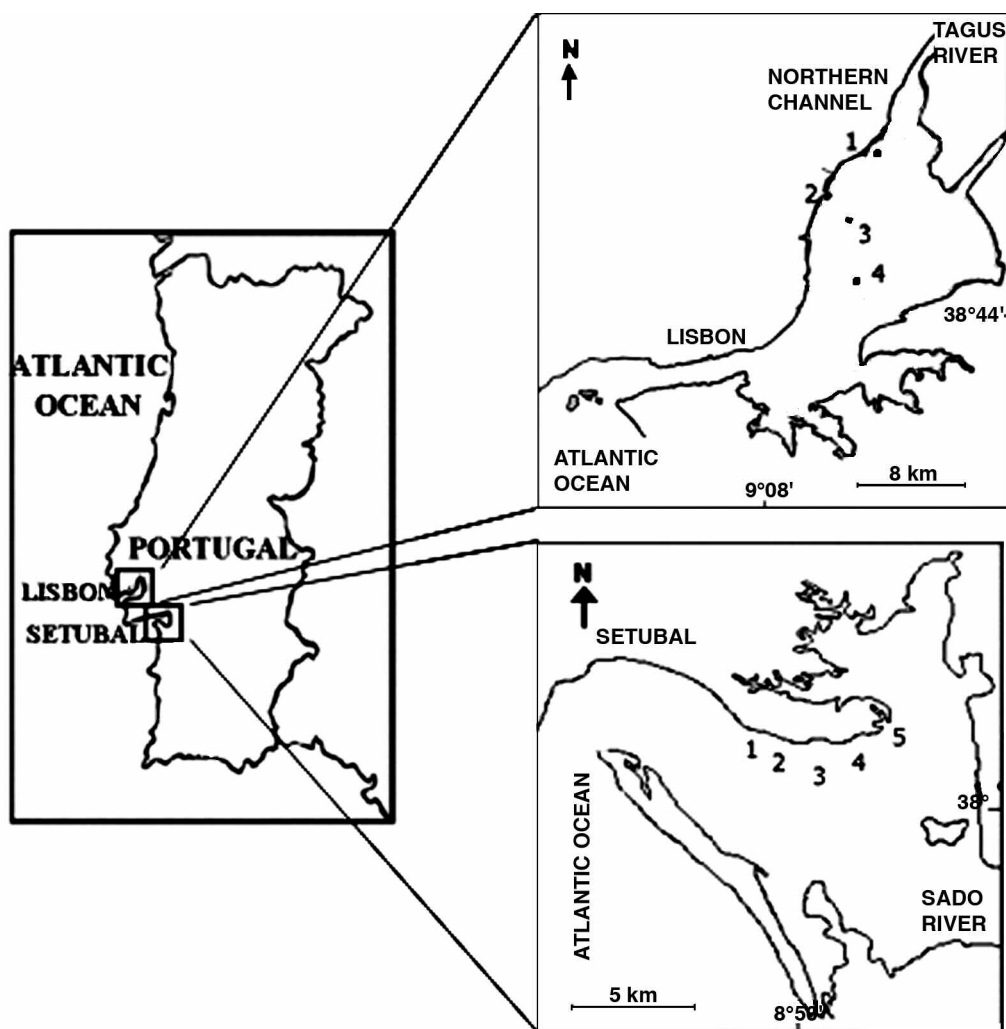 ATLANTIC
OCEAN
PORTUGAL
LISBON
SETUBAL
N
TAGUS
RIVER
NORTHERN
CHANNEL
1
2
3
4
38°44'
LISBON
ATLANTIC
OCEAN
9°08'
8 km
N
SETUBAL
1
2
3
4
5
38°
ATLANTIC OCEAN
SADO
RIVER
5 km